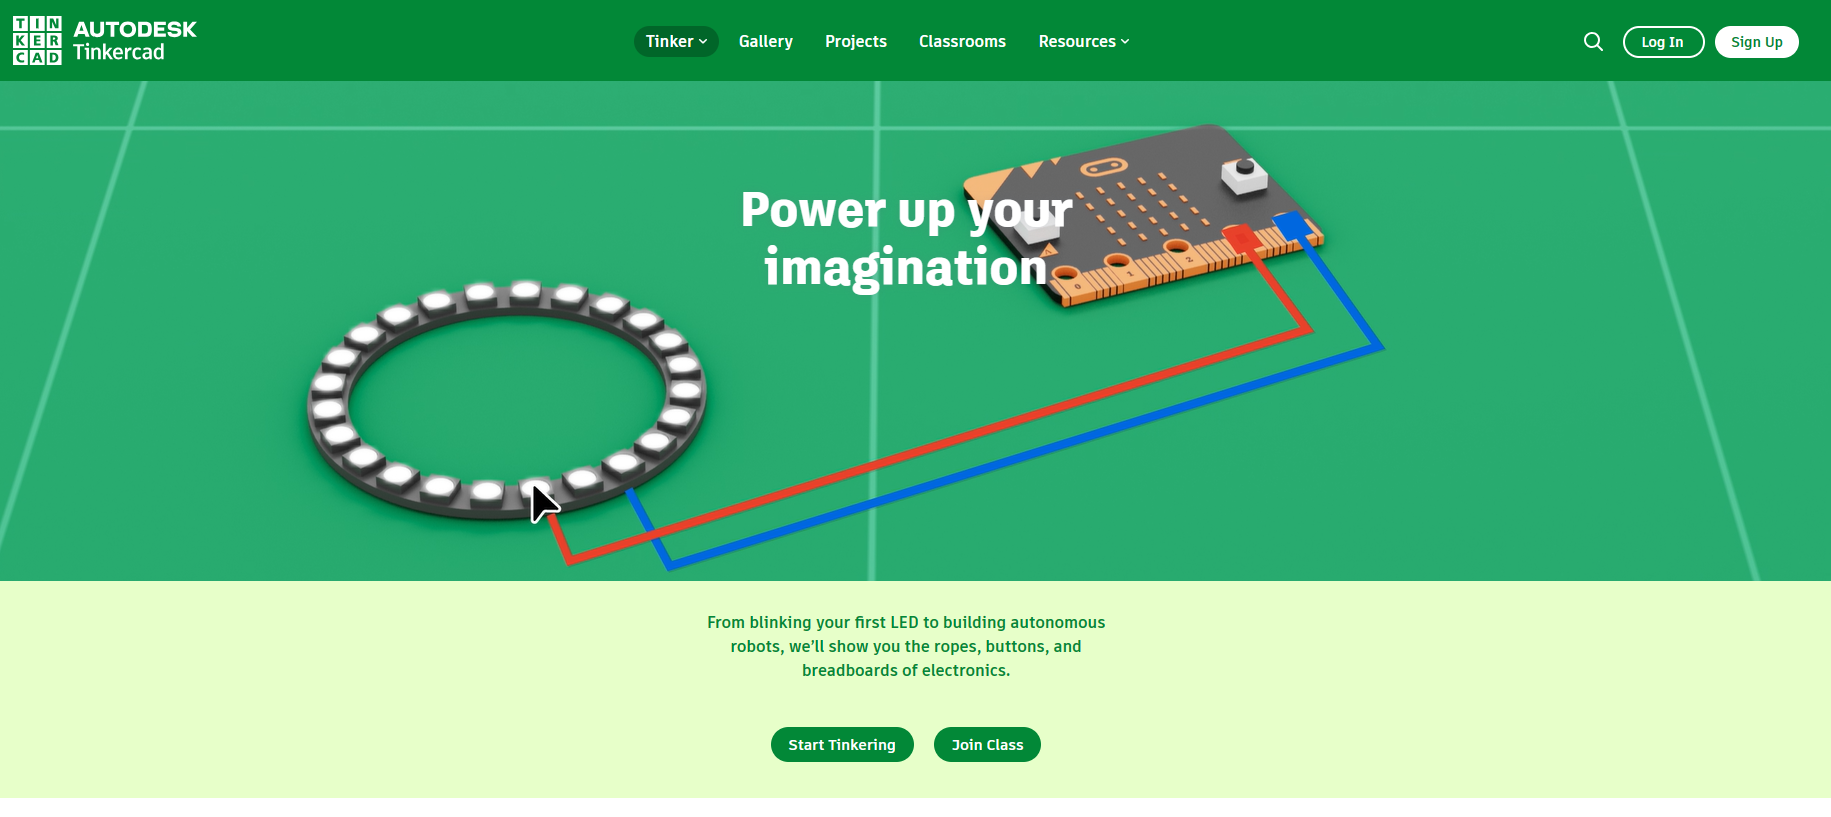 TIN
KER
CAD
AUTODESK
Tinkercad
Tinker
Gallery
Projects
Classrooms
Resources
Log In
Sign Up
Power up your
imagination
0
1
2
From blinking your first LED to building autonomous
robots, we’ll show you the ropes, buttons, and
breadboards of electronics.
Start Tinkering
Join Class